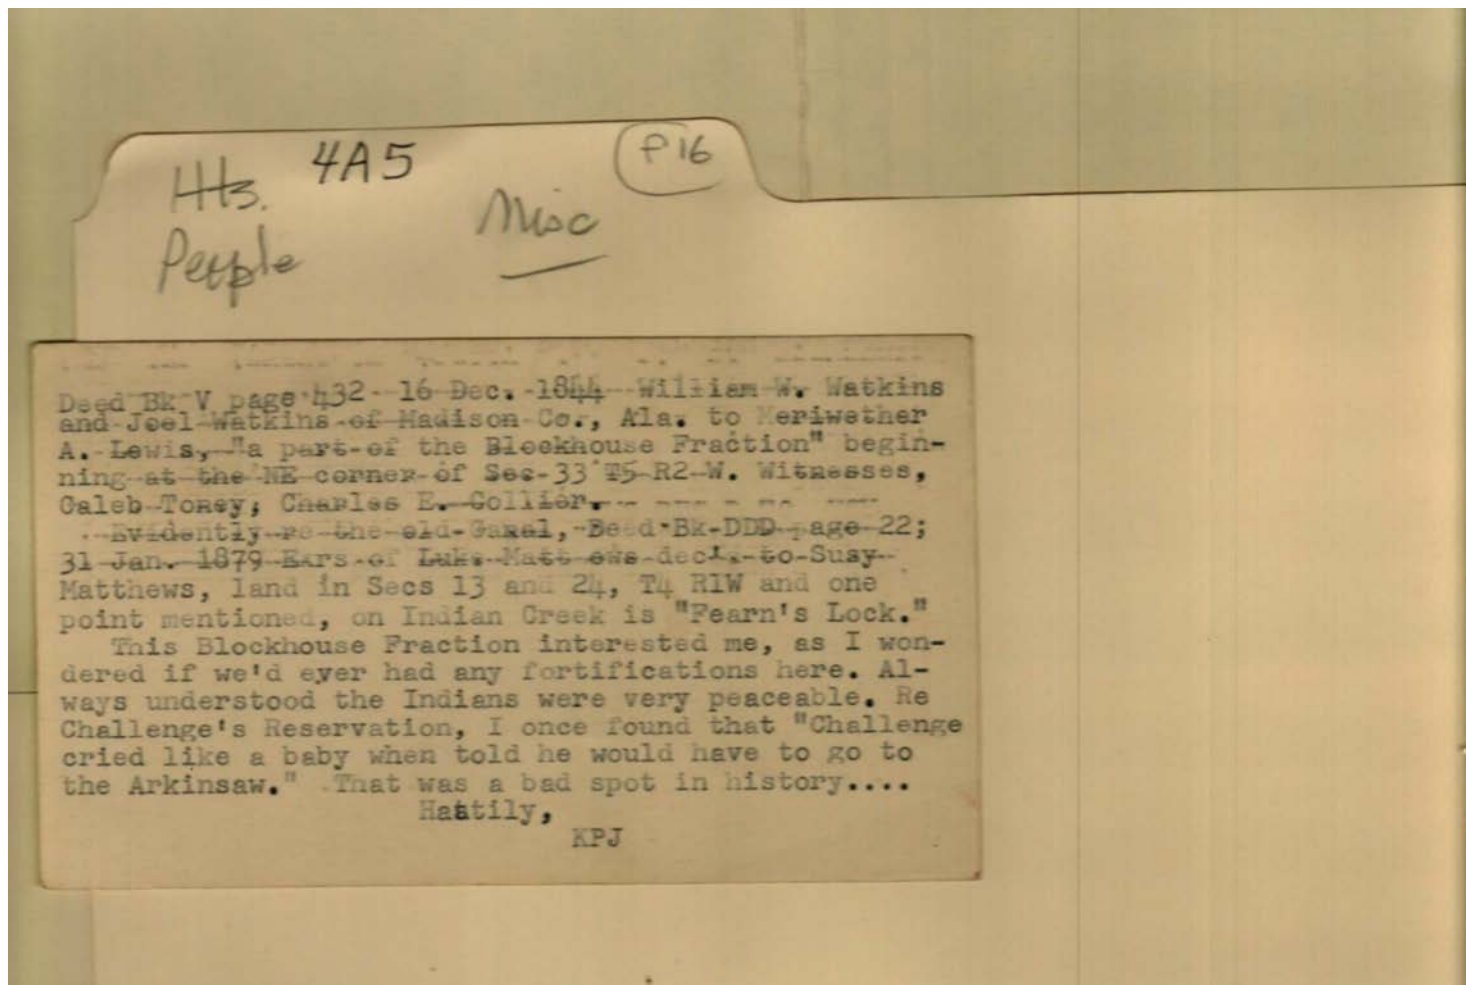 4A5
P16
Hts.
Misc
People
Deed Bk V page 432 16 Dec. 1844 William W. Watkins
and Joel Watkins of Madison Co., Ala. to Meriwether
A. Lewis, "a part of the Blockhouse Fraction" begin-
ning at the NE corner of Sec 33 T5 R2 W. Witnesses,
Caleb Toney; Charles E. Collier.
Evidently re the old Canal, Deed Bk DDD page 22;
31 Jan. 1879 Exrs of Luke Matthews decd. to Susy
Matthews, land in Secs 13 and 24, T4 R1W and one
point mentioned, on Indian Creek is "Fearn's Lock."
This Blockhouse Fraction interested me, as I won-
dered if we'd ever had any fortifications here. Al-
ways understood the Indians were very peaceable. Re
Challenge's Reservation, I once found that "Challenge
cried like a baby when told he would have to go to
the Arkinsaw." That was a bad spot in history....
Hastily,
KPJ